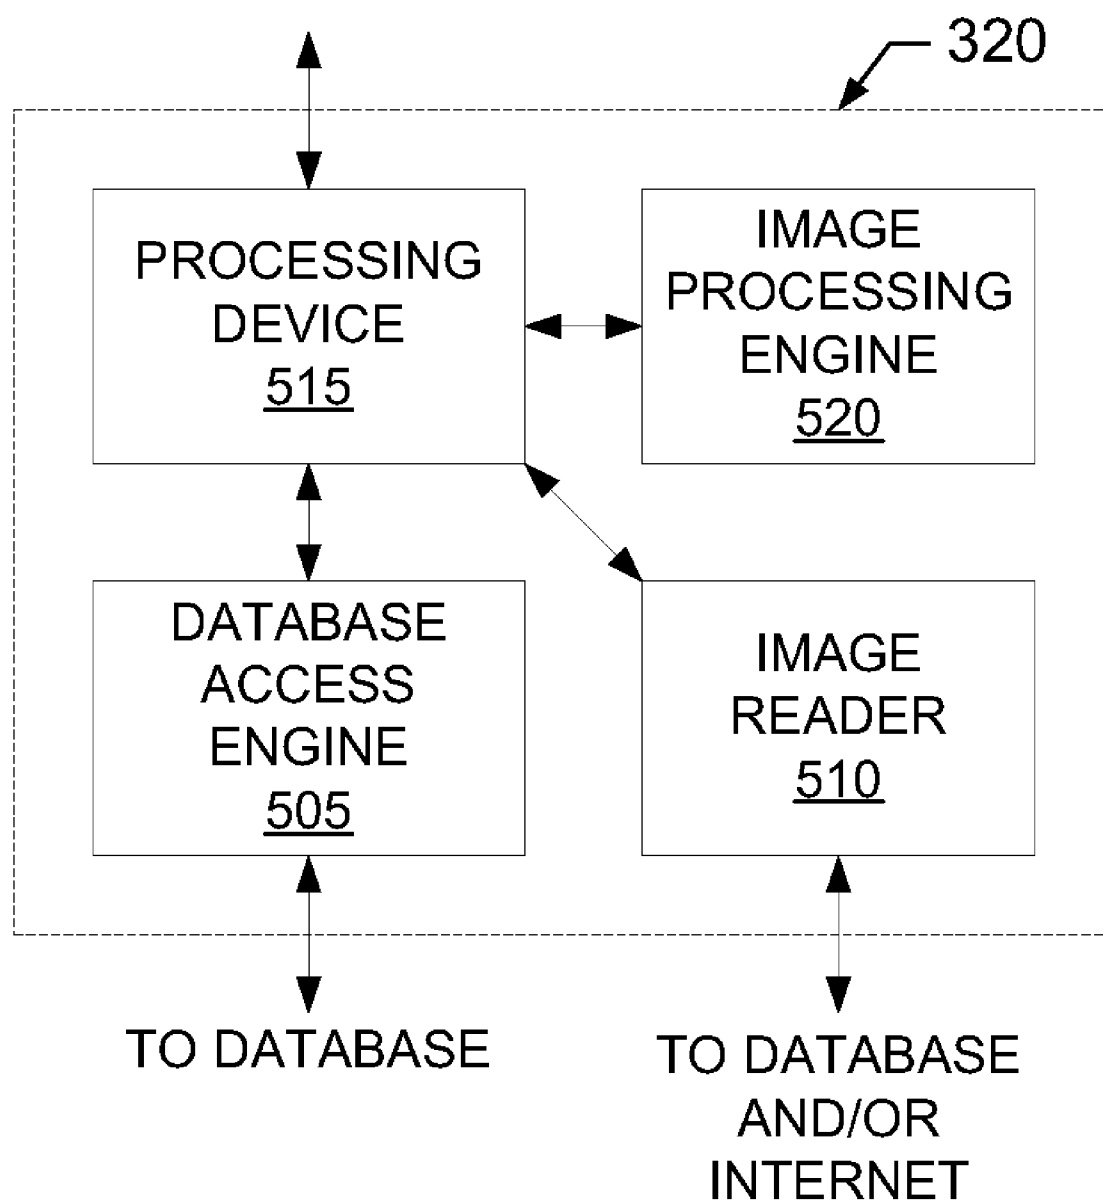 320
PROCESSING
DEVICE
515
IMAGE
PROCESSING
ENGINE
520
DATABASE
ACCESS
ENGINE
505
IMAGE
READER
510
TO DATABASE
TO DATABASE
AND/OR
INTERNET